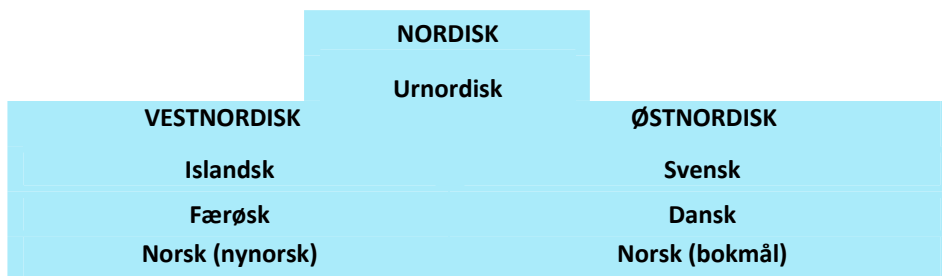 NORDISK
Urnordisk
VESTNORDISK ØSTNORDISK
Islandsk Svensk
Færøsk Dansk
Norsk (nynorsk) Norsk (bokmål)